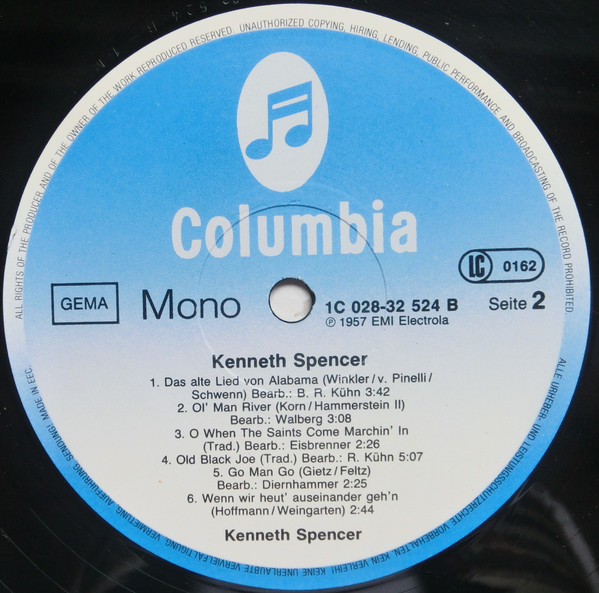 ALL RIGHTS OF THE PRODUCER AND OF THE OWNER OF THE WORK REPRODUCED RESERVED. UNAUTHORIZED COPYING, HIRING, LENDING, PUBLIC PERFORMANCE AND BROADCASTING OF THE RECORD PROHIBITED.
Columbia
GEMA
Mono
1C 028-32 524 B
℗ 1957 EMI Electrola
LC 0162
Seite 2
Kenneth Spencer
1. Das alte Lied von Alabama (Winkler/v. Pinelli/
Schwenn) Bearb.: B. R. Kühn 3:42
2. Ol' Man River (Korn/Hammerstein II)
Bearb.: Walberg 3:08
3. O When The Saints Come Marchin' In
(Trad.) Bearb.: Eisbrenner 2:26
4. Old Black Joe (Trad.) Bearb.: R. Kühn 5:07
5. Go Man Go (Gietz/Feltz)
Bearb.: Diernhammer 2:25
6. Wenn wir heut' auseinander geh'n
(Hoffmann/Weingarten) 2:44
Kenneth Spencer
ALLE URHEBER- UND LEISTUNGSSCHUTZRECHTE VORBEHALTEN. KEIN VERLEIH! KEINE UNERLAUBTE VERVIELFÄLTIGUNG, VERMIETUNG, AUFFÜHRUNG, SENDUNG! MADE IN EEC.